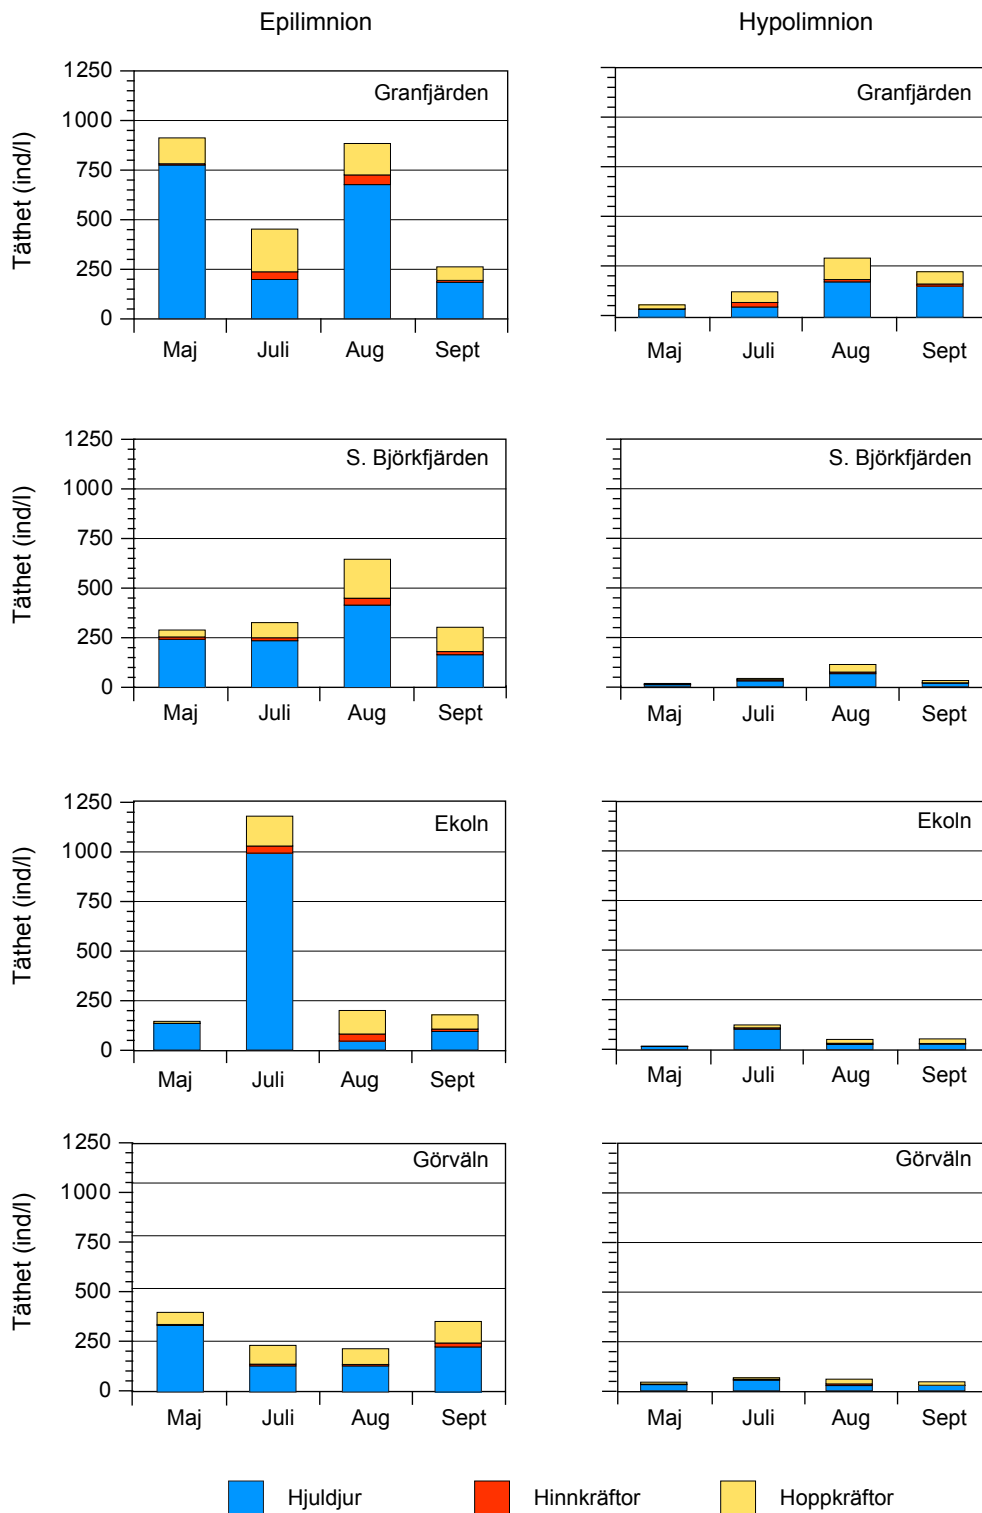 Epilimnion Hypolimnion
Granfjärden Granfjärden
Täthet (ind/l)
1250
1000
750
500
250
0
Maj Juli Aug Sept Maj Juli Aug Sept
S. Björkfjärden S. Björkfjärden
Täthet (ind/l)
1250
1000
750
500
250
0
Maj Juli Aug Sept Maj Juli Aug Sept
Ekoln Ekoln
Täthet (ind/l)
1250
1000
750
500
250
0
Maj Juli Aug Sept Maj Juli Aug Sept
Görväln Görväln
Täthet (ind/l)
1250
1000
750
500
250
0
Maj Juli Aug Sept Maj Juli Aug Sept
Hjuldjur Hinnkräftor Hoppkräftor